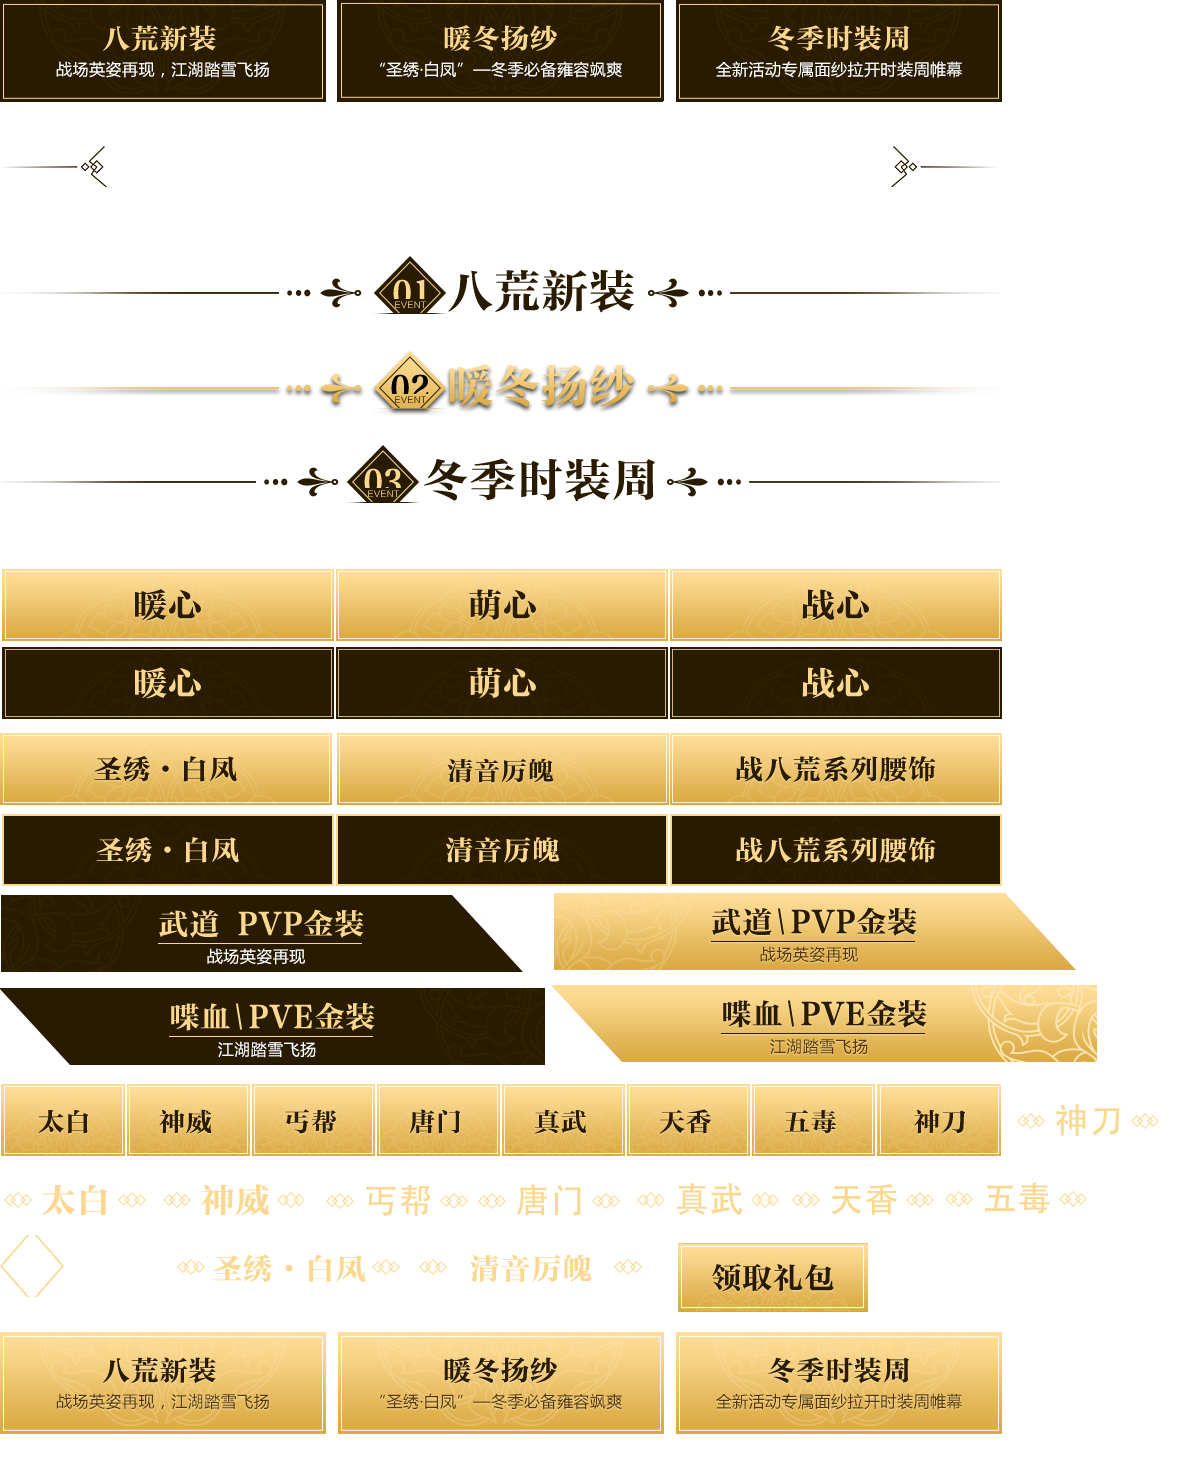 八荒新装
战场英姿再现，江湖踏雪飞扬
暖冬扬纱
“圣绣·白凤”—冬季必备雍容飒爽
冬季时装周
全新活动专属面纱拉开时装周帷幕
01 EVENT 八荒新装
02 EVENT 暖冬扬纱
03 EVENT 冬季时装周
暖心
萌心
战心
暖心
萌心
战心
圣绣·白凤
清音厉魄
战八荒系列腰饰
圣绣·白凤
清音厉魄
战八荒系列腰饰
武道 PVP金装
战场英姿再现
武道\PVP金装
战场英姿再现
喋血\PVE金装
江湖踏雪飞扬
喋血\PVE金装
江湖踏雪飞扬
太白
神威
丐帮
唐门
真武
天香
五毒
神刀
神刀
太白
神威
丐帮
唐门
真武
天香
五毒
圣绣·白凤
清音厉魄
领取礼包
八荒新装
战场英姿再现，江湖踏雪飞扬
暖冬扬纱
“圣绣·白凤”—冬季必备雍容飒爽
冬季时装周
全新活动专属面纱拉开时装周帷幕